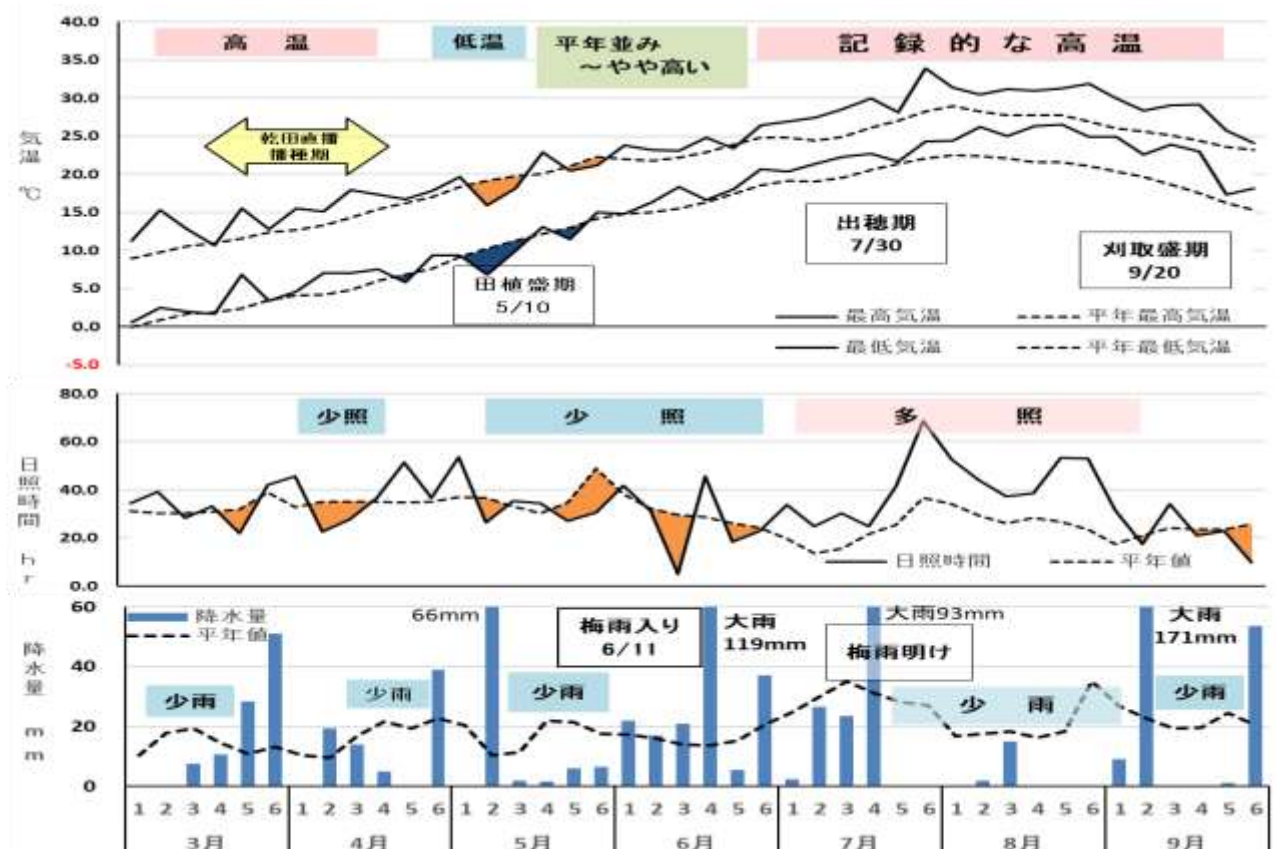 40.0
35.0
30.0
25.0
20.0
15.0
10.0
5.0
0.0
-5.0
気温 ℃
高 温
低温
平年並み
～やや高い
記 録 的 な 高 温
乾田直播
播種期
田植盛期
5/10
出穂期
7/30
刈取盛期
9/20
最高気温
平年最高気温
最低気温
平年最低気温
80.0
60.0
40.0
20.0
0.0
日照時間 hr
少照
少 照
多 照
日照時間
平年値
60
40
20
0
降水量 mm
降水量
平年値
66mm
梅雨入り
6/11
大雨
119mm
大雨93mm
梅雨明け
大雨
171mm
少雨
少雨
少雨
少 雨
少雨
1 2 3 4 5 6 1 2 3 4 5 6 1 2 3 4 5 6 1 2 3 4 5 6 1 2 3 4 5 6 1 2 3 4 5 6 1 2 3 4 5 6
3月 4月 5月 6月 7月 8月 9月